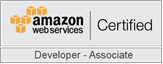 amazon
web services
Certified
Developer - Associate